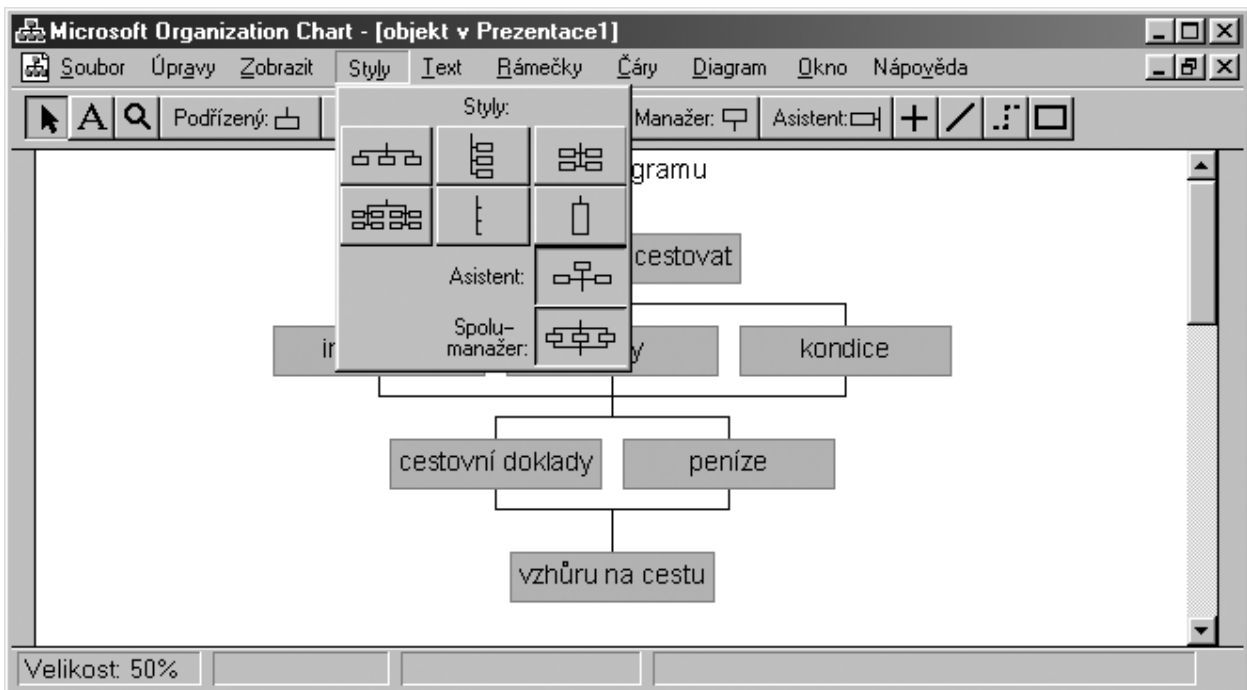 Microsoft Organization Chart - [objekt v Prezentace1]
Soubor Úpravy Zobrazit Styly Text Rámečky Čáry Diagram Okno Nápověda
A Podřízený: Manažer: Asistent:
Styly:
gramu
cestovat
Asistent:
Spolu-
manažer:
kondice
cestovní doklady peníze
vzhůru na cestu
Velikost: 50%